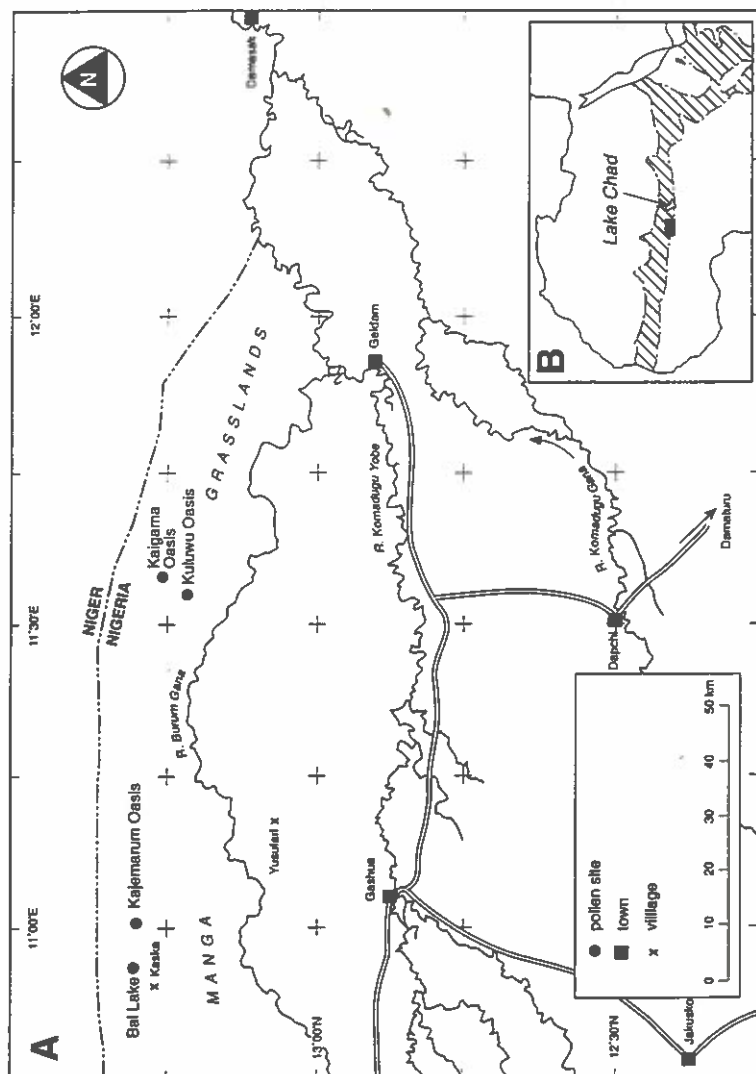 A
N
11°00'E
11°30'E
12°00'E
NIGER
NIGERIA
Bal Lake
Kajemarum Oasis
x Kaska
Kaigama
Oasis
Kuluwu Oasis
MANGA
GRASSLANDS
R. Burum Gana
Yusufari x
Damasak
13°00'N
Gashua
R. Komadugu Yobe
Geidam
R. Komadugu Gana
12°30'N
Dapchi
Damaturu
Jakusko
pollen site
town
x villlage
0 10 20 30 40 50 km
B
Lake Chad